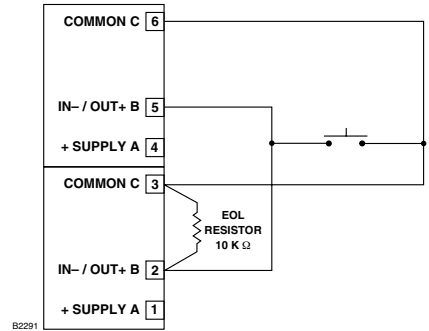 COMMON C 6
IN– / OUT+ B 5
+ SUPPLY A 4
COMMON C 3
EOL
RESISTOR
10 K Ω
IN– / OUT+ B 2
+ SUPPLY A 1
B2291